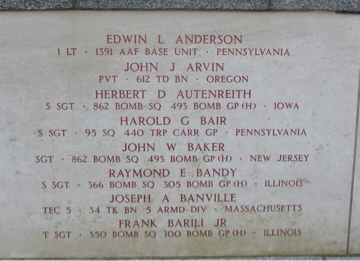 EDWIN L ANDERSON
1 LT · 1391 AAF BASE UNIT · PENNSYLVANIA
JOHN J ARVIN
PVT · 612 TD BN · OREGON
HERBERT D AUTENREITH
S SGT · 862 BOMB SQ 493 BOMB GP (H) · IOWA
HAROLD G BAIR
S SGT · 95 SQ 440 TRP CARR GP · PENNSYLVANIA
JOHN W BAKER
SGT · 862 BOMB SQ 493 BOMB GP (H) · NEW JERSEY
RAYMOND E BANDY
S SGT · 366 BOMB SQ 305 BOMB GP (H) · ILLINOIS
JOSEPH A BANVILLE
TEC 5 · 34 TK BN 5 ARMD DIV · MASSACHUSETTS
FRANK BARILI JR
T SGT · 350 BOMB SQ 100 BOMB GP (H) · ILLINOIS